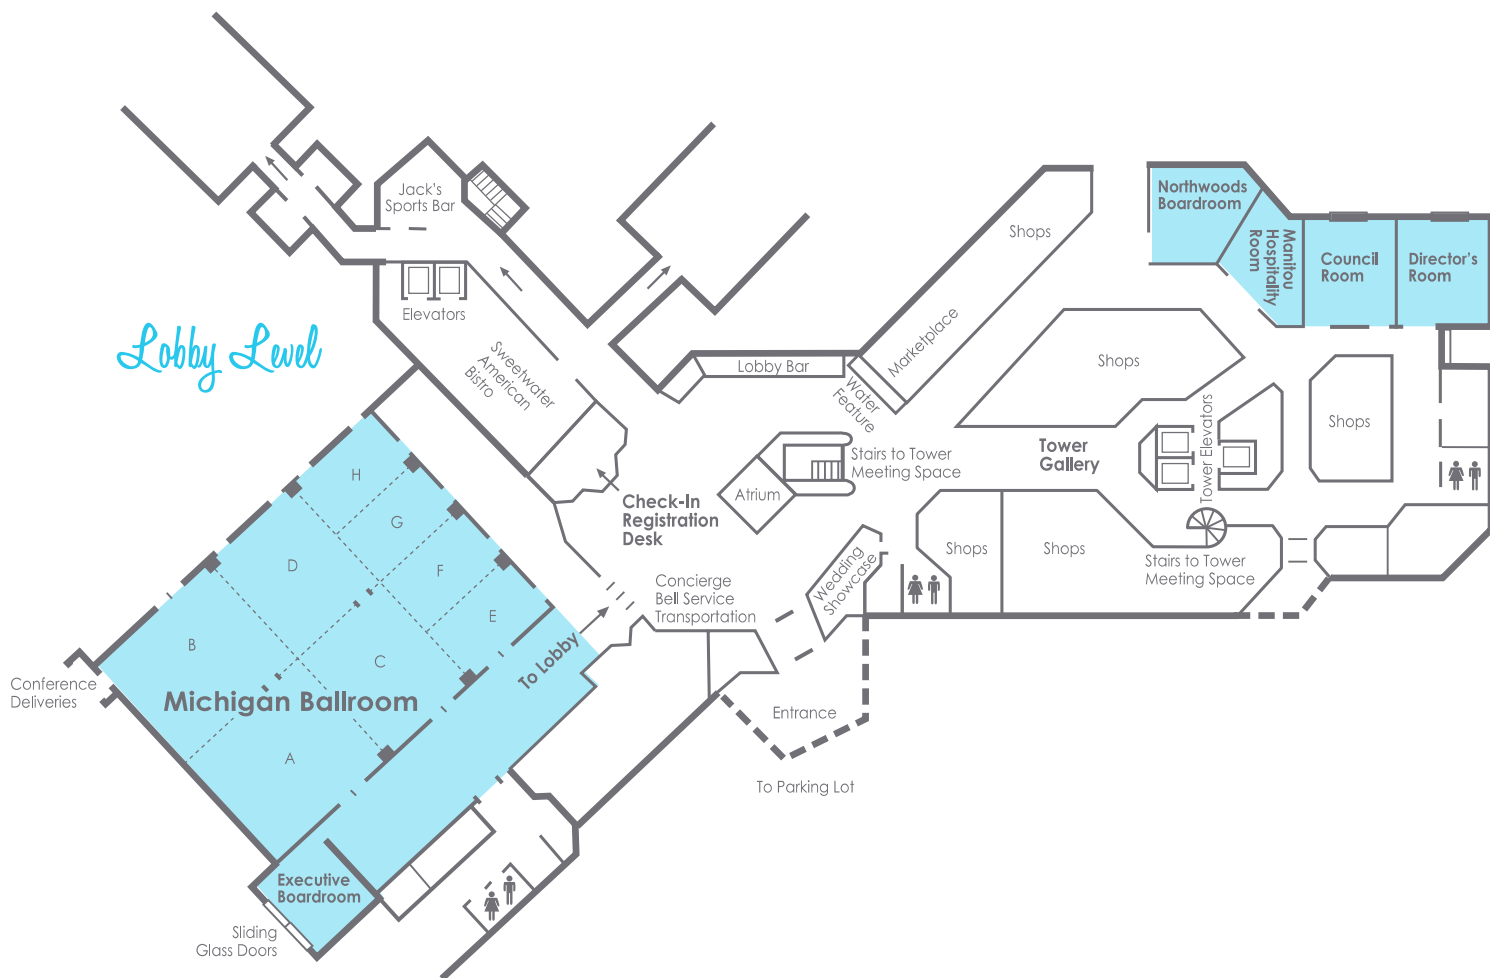 Jack's
Sports Bar
Elevators
Lobby Level
Sweetwater
American
Bistro
Shops
Marketplace
Lobby Bar
Water
Feature
Northwoods
Boardroom
Manitou
Hospitality
Room
Council
Room
Director's
Room
Shops
Shops
Tower Elevators
Tower
Gallery
Stairs to Tower
Meeting Space
Atrium
Check-In
Registration
Desk
Shops
Shops
Stairs to Tower
Meeting Space
Wedding
Showcase
Concierge
Bell Service
Transportation
H
G
D
F
E
B
C
To Lobby
Michigan Ballroom
A
Conference
Deliveries
Entrance
To Parking Lot
Executive
Boardroom
Sliding
Glass Doors